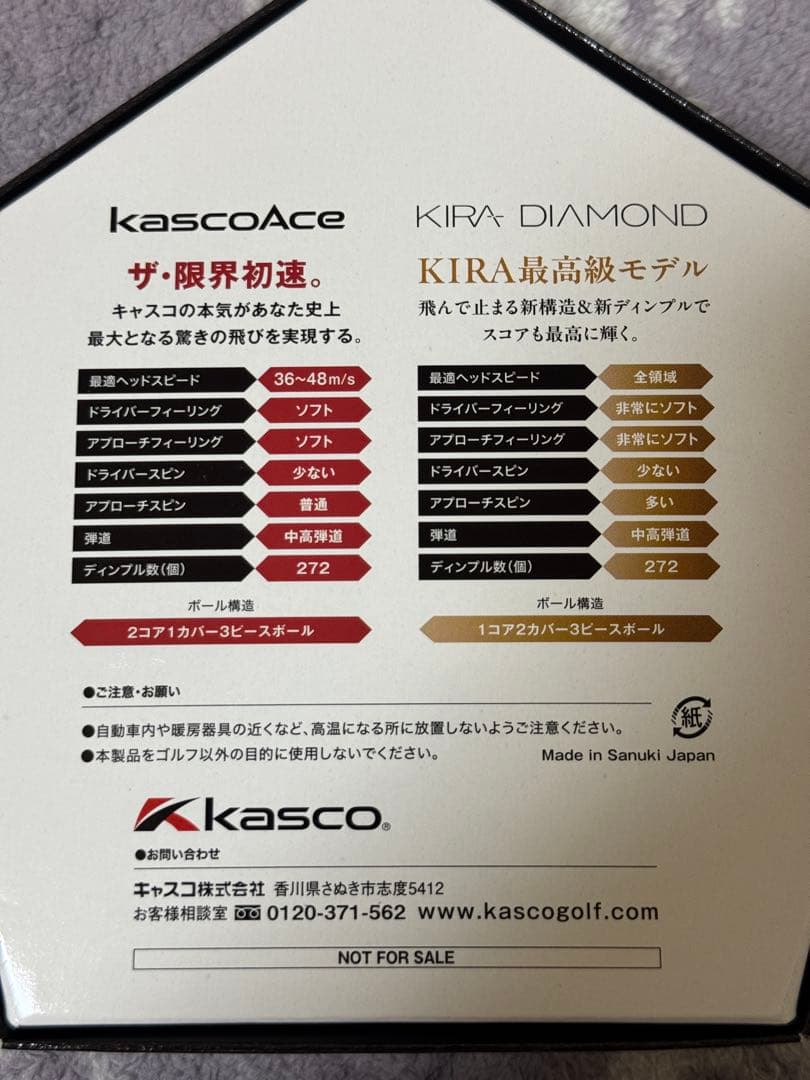 kascoAce
ザ・限界初速。
キャスコの本気があなた史上
最大となる驚きの飛びを実現する。
最適ヘッドスピード 36〜48m/s
ドライバーフィーリング ソフト
アプローチフィーリング ソフト
ドライバースピン 少ない
アプローチスピン 普通
弾道 中高弾道
ディンプル数(個) 272
ボール構造
2コア1カバー3ピースボール
KIRA DIAMOND
KIRA最高級モデル
飛んで止まる新構造&新ディンプルで
スコアも最高に輝く。
最適ヘッドスピード 全領域
ドライバーフィーリング 非常にソフト
アプローチフィーリング 非常にソフト
ドライバースピン 少ない
アプローチスピン 多い
弾道 中高弾道
ディンプル数(個) 272
ボール構造
1コア2カバー3ピースボール
●ご注意・お願い
●自動車内や暖房器具の近くなど、高温になる所に放置しないようご注意ください。
●本製品をゴルフ以外の目的に使用しないでください。
紙
Made in Sanuki Japan
kasco®
●お問い合わせ
キャスコ株式会社 香川県さぬき市志度5412
お客様相談室 0120-371-562 www.kascogolf.com
NOT FOR SALE